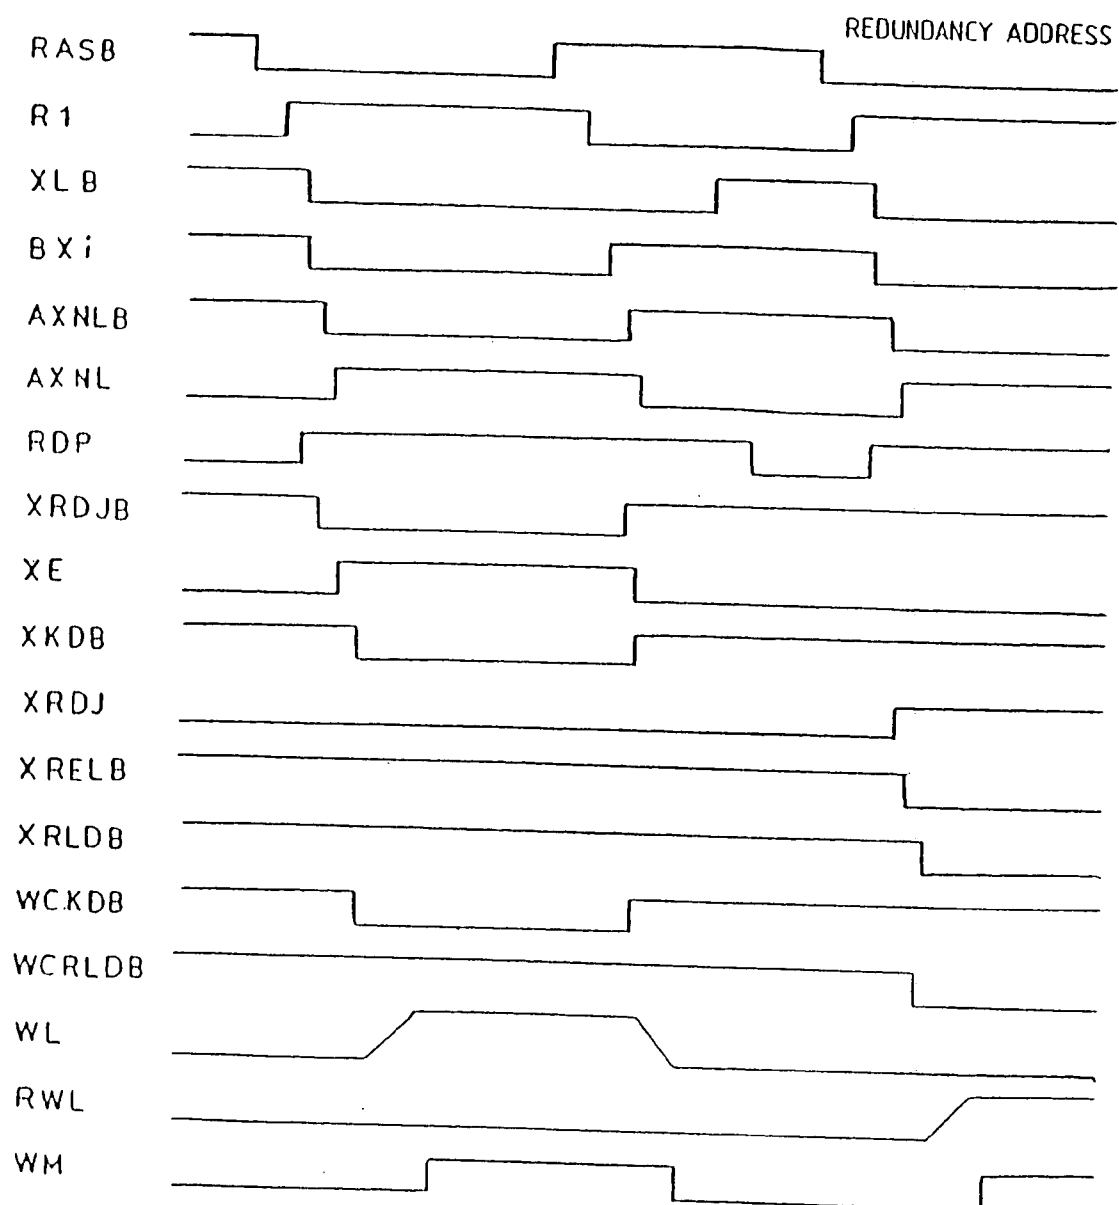 REDUNDANCY ADDRESS
RASB
R1
XLB
BXi
AXNLB
AXNL
RDP
XRDJB
XE
XKDB
XRDJ
XRELB
XRLDB
WCKDB
WCRLDB
WL
RWL
WM